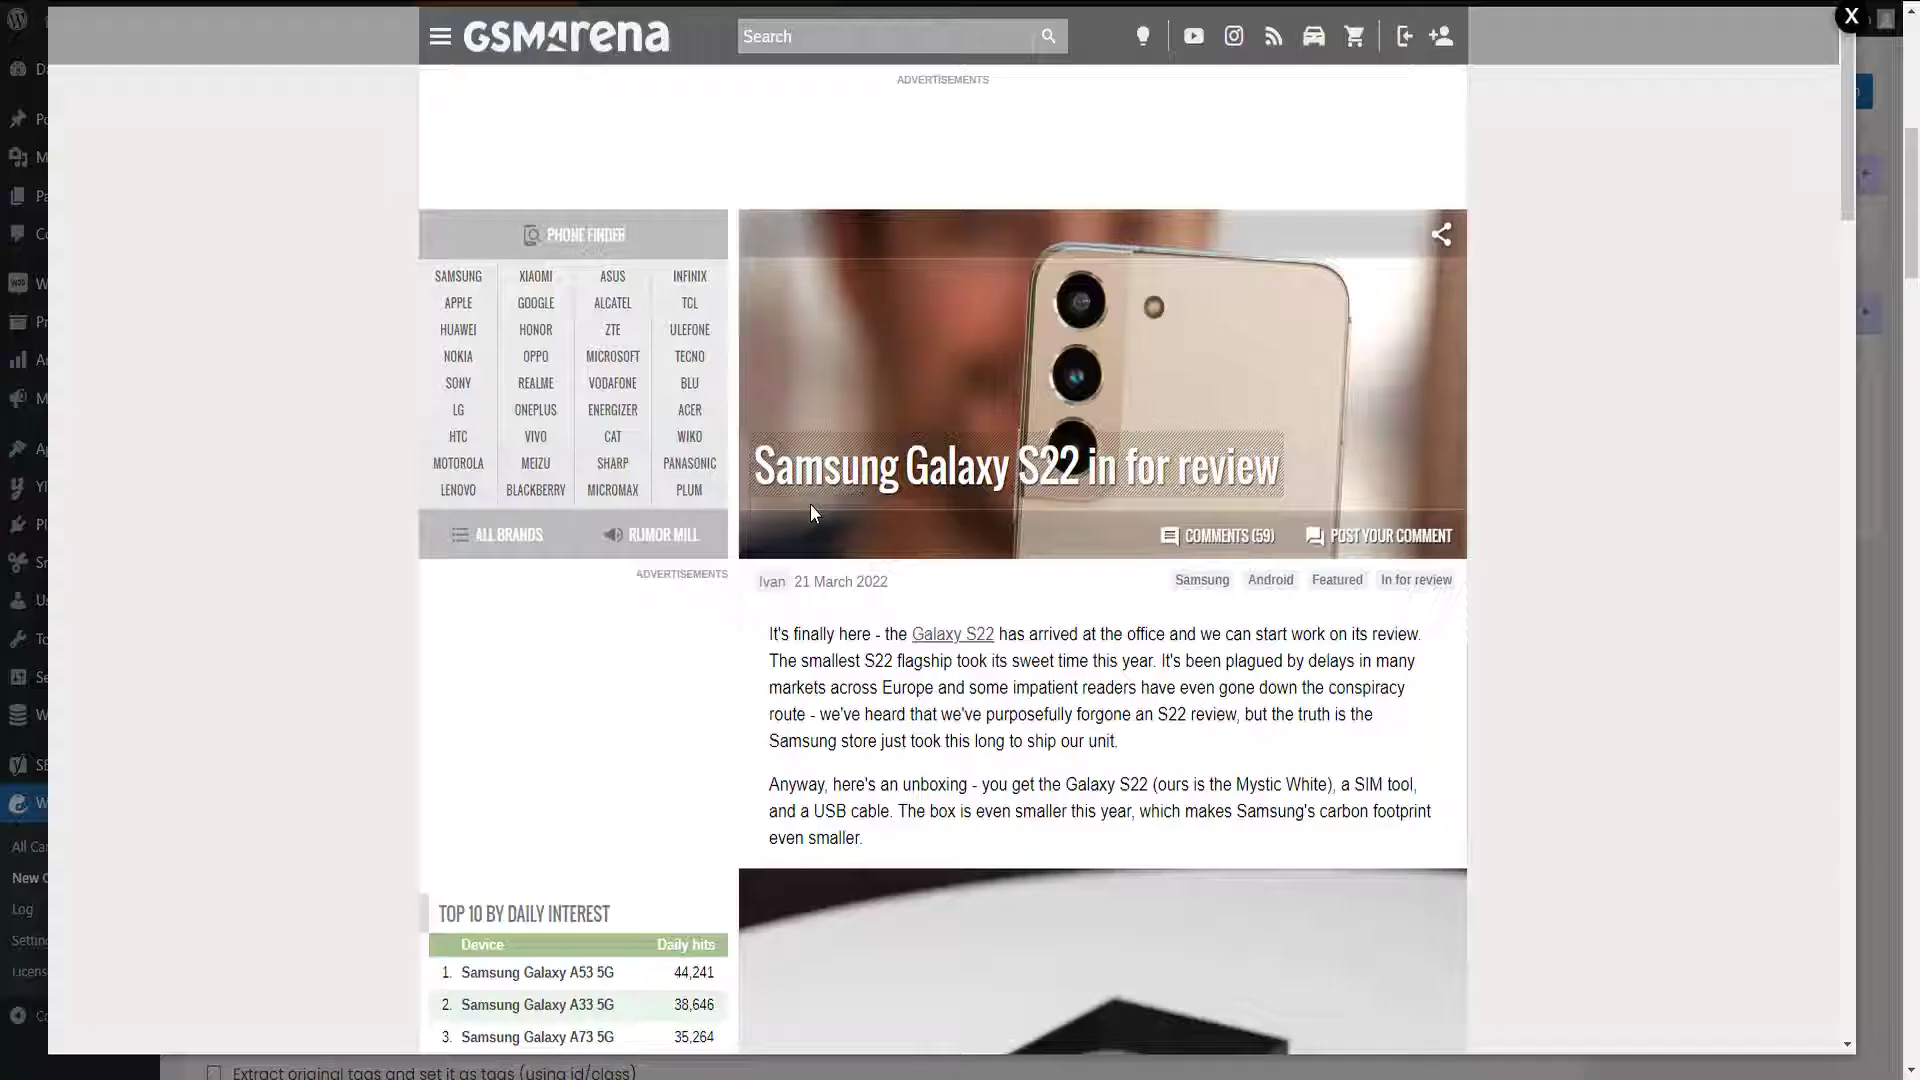 GSMArena
Search
ADVERTISEMENTS
PHONE FINDER
SAMSUNG XIAOMI ASUS INFINIX
APPLE GOOGLE ALCATEL TCL
HUAWEI HONOR ZTE ULEFONE
NOKIA OPPO MICROSOFT TECNO
SONY REALME VODAFONE BLU
LG ONEPLUS ENERGIZER ACER
HTC VIVO CAT WIKO
MOTOROLA MEIZU SHARP PANASONIC
LENOVO BLACKBERRY MICROMAX PLUM
ALL BRANDS RUMOR MILL
Samsung Galaxy S22 in for review
COMMENTS (59) POST YOUR COMMENT
ADVERTISEMENTS
Ivan 21 March 2022
Samsung Android Featured In for review
It's finally here - the Galaxy S22 has arrived at the office and we can start work on its review.
The smallest S22 flagship took its sweet time this year. It's been plagued by delays in many
markets across Europe and some impatient readers have even gone down the conspiracy
route - we've heard that we've purposefully forgone an S22 review, but the truth is the
Samsung store just took this long to ship our unit.
Anyway, here's an unboxing - you get the Galaxy S22 (ours is the Mystic White), a SIM tool,
and a USB cable. The box is even smaller this year, which makes Samsung's carbon footprint
even smaller.
TOP 10 BY DAILY INTEREST
Device Daily hits
1. Samsung Galaxy A53 5G 44,241
2. Samsung Galaxy A33 5G 38,646
3. Samsung Galaxy A73 5G 35,264
X
New
Log
Extract original tags and set it as tags (using id/class)